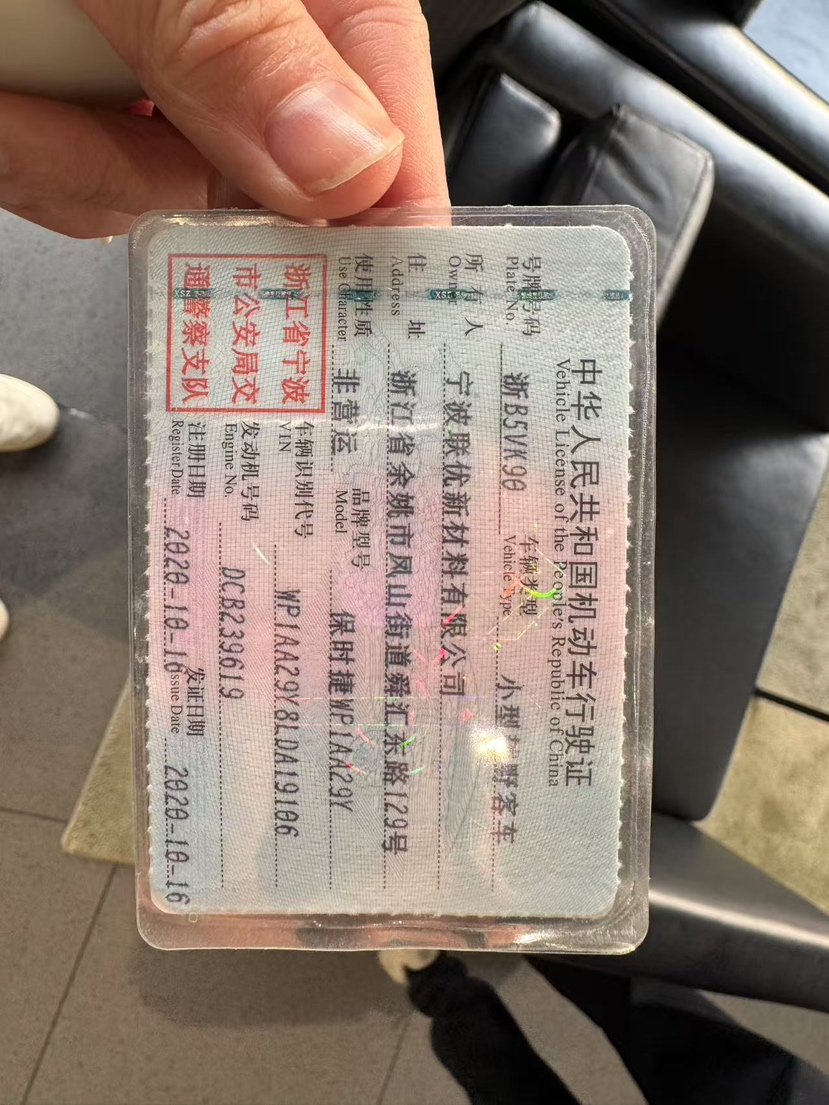 中华人民共和国机动车行驶证
Vehicle License of the People's Republic of China
号牌号码 浙B5VK90 车辆类型 小型越野客车
Plate No. Vehicle Type
所有人 宁波联优新材料有限公司
Owner
住址 浙江省余姚市凤山街道舜汇东路129号
Address
使用性质 非营运 品牌型号 保时捷WP1AA29Y
Use Character Model
浙江省宁波
市公安局交
通警察支队
车辆识别代号 WP1AA29Y8LDA19106
VIN
发动机号码 DCB239619
Engine No.
注册日期 2020-10-16 发证日期 2020-10-16
Register Date Issue Date